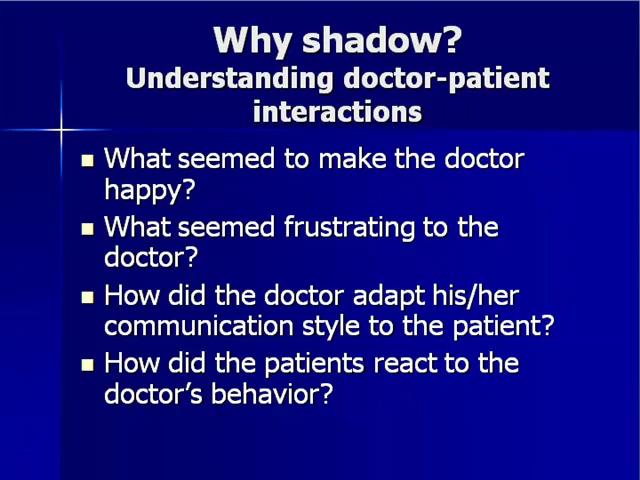 Why shadow?
Understanding doctor-patient
interactions
What seemed to make the doctor
happy?
What seemed frustrating to the
doctor?
How did the doctor adapt his/her
communication style to the patient?
How did the patients react to the
doctor's behavior?